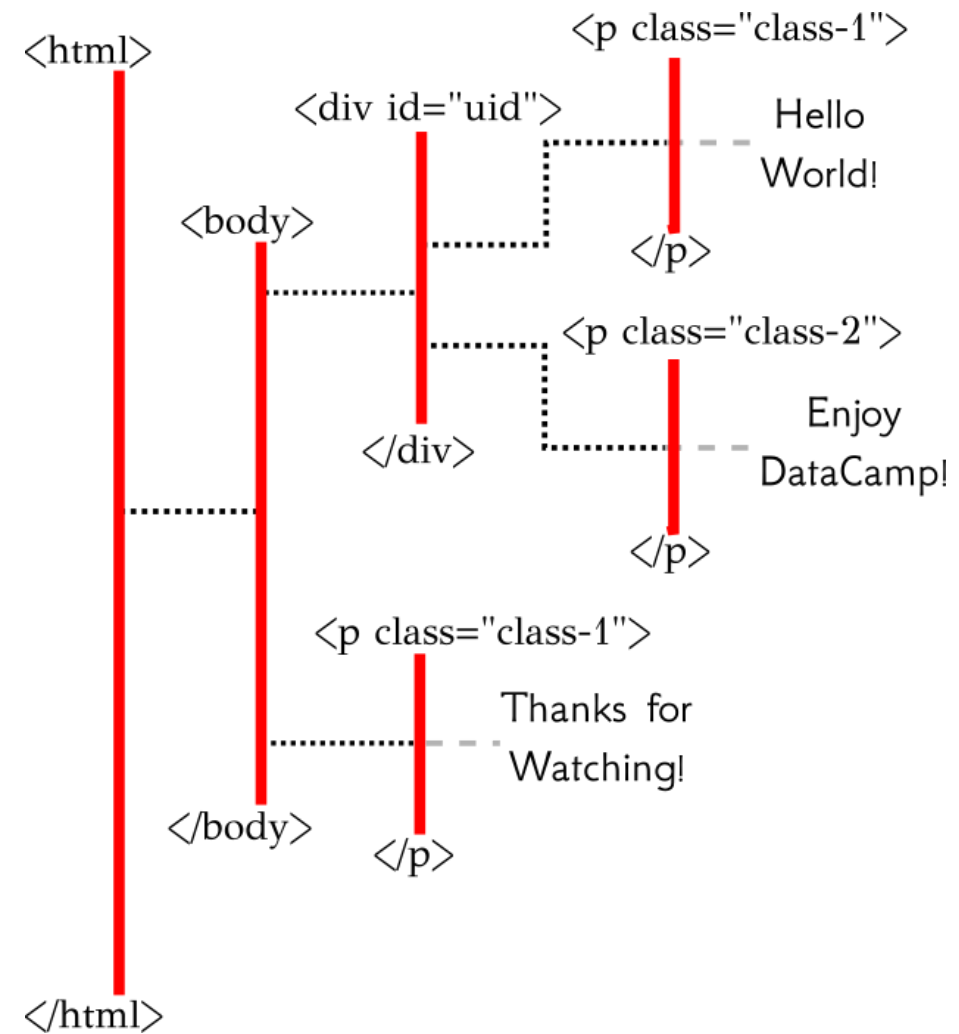 <html>
<body>
<div id="uid">
<p class="class-1">
Hello
World!
</p>
<p class="class-2">
Enjoy
DataCamp!
</p>
</div>
<p class="class-1">
Thanks for
Watching!
</p>
</body>
</html>